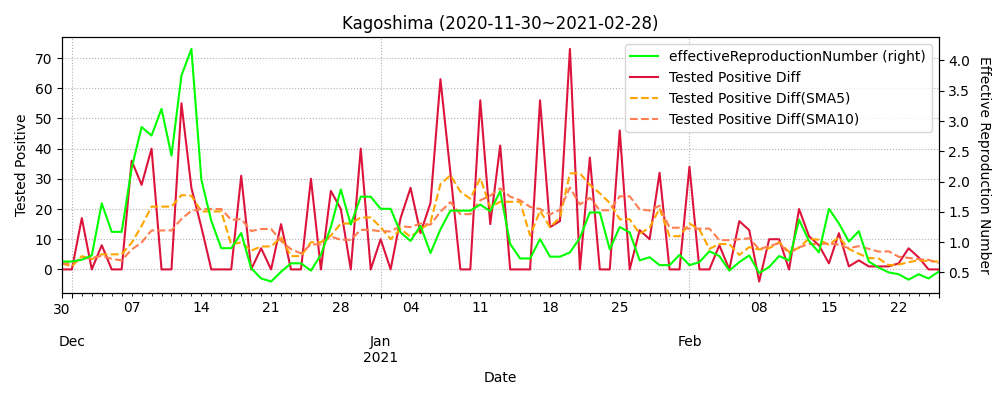 Kagoshima (2020-11-30~2021-02-28)
effectiveReproductionNumber (right)
Tested Positive Diff
Tested Positive Diff(SMA5)
Tested Positive Diff(SMA10)
Tested Positive
70
60
50
40
30
20
10
0
Effective Reproduction Number
4.0
3.5
3.0
2.5
2.0
1.5
1.0
0.5
30 07 14 21 28 04 11 18 25 08 15 22
Dec Jan Feb
2021
Date